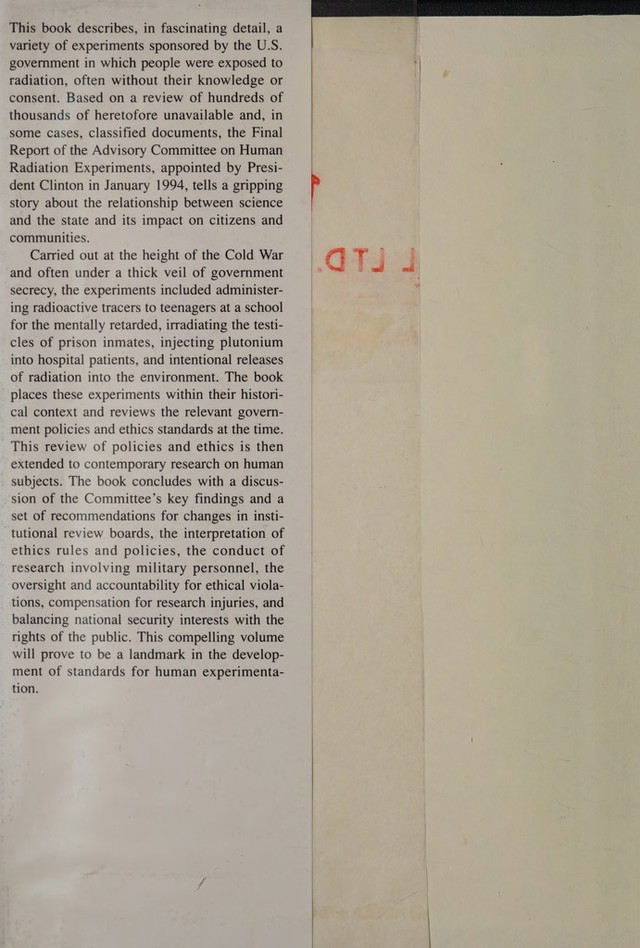 This book describes, in fascinating detail, a
variety of experiments sponsored by the U.S.
government in which people were exposed to
radiation, often without their knowledge or
consent. Based on a review of hundreds of
thousands of heretofore unavailable and, in
some cases, classified documents, the Final
Report of the Advisory Committee on Human
Radiation Experiments, appointed by Presi-
dent Clinton in January 1994, tells a gripping
story about the relationship between science
and the state and its impact on citizens and
communities.
Carried out at the height of the Cold War
and often under a thick veil of government
secrecy, the experiments included administer-
ing radioactive tracers to teenagers at a school
for the mentally retarded, irradiating the testi-
cles of prison inmates, injecting plutonium
into hospital patients, and intentional releases
of radiation into the environment. The book
places these experiments within their histori-
cal context and reviews the relevant govern-
ment policies and ethics standards at the time.
This review of policies and ethics is then
extended to contemporary research on human
subjects. The book concludes with a discus-
sion of the Committee's key findings and a
set of recommendations for changes in insti-
tutional review boards, the interpretation of
ethics rules and policies, the conduct of
research involving military personnel, the
oversight and accountability for ethical viola-
tions, compensation for research injuries, and
balancing national security interests with the
rights of the public. This compelling volume
will prove to be a landmark in the develop-
ment of standards for human experimenta-
tion.
LTD.